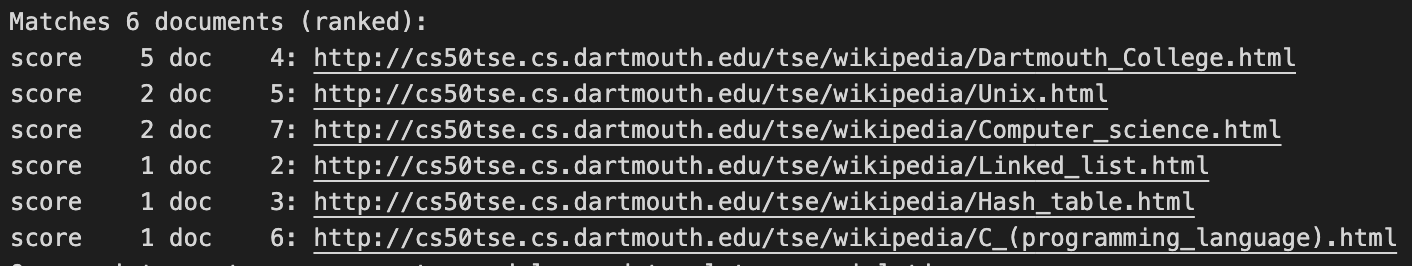 Matches 6 documents (ranked):
score    5 doc    4: http://cs50tse.cs.dartmouth.edu/tse/wikipedia/Dartmouth_College.html
score    2 doc    5: http://cs50tse.cs.dartmouth.edu/tse/wikipedia/Unix.html
score    2 doc    7: http://cs50tse.cs.dartmouth.edu/tse/wikipedia/Computer_science.html
score    1 doc    2: http://cs50tse.cs.dartmouth.edu/tse/wikipedia/Linked_list.html
score    1 doc    3: http://cs50tse.cs.dartmouth.edu/tse/wikipedia/Hash_table.html
score    1 doc    6: http://cs50tse.cs.dartmouth.edu/tse/wikipedia/C_(programming_language).html